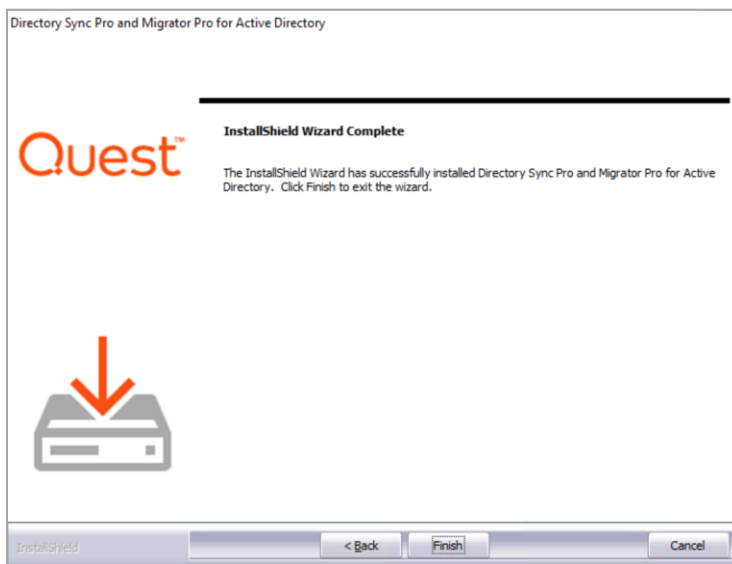 Directory Sync Pro and Migrator Pro for Active Directory
Quest™
InstallShield Wizard Complete
The InstallShield Wizard has successfully installed Directory Sync Pro and Migrator Pro for Active
Directory. Click Finish to exit the wizard.
InstallShield
< Back
Finish
Cancel